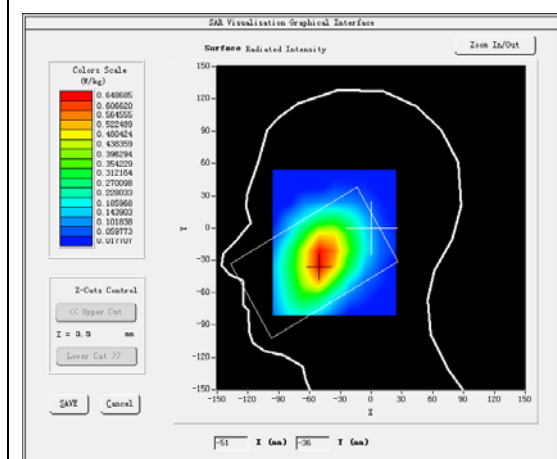 SAR Visualisation Graphical Interface
Surface Radiated Intensity
Zoom In/Out
Colors Scale
(W/kg)
0.648685
0.606620
0.564555
0.522489
0.480424
0.438359
0.396294
0.354229
0.312164
0.270098
0.228033
0.185968
0.143903
0.101838
0.059773
0.017707
Z-Cuts Control
<< Upper Cut
Z = 3.5 mm
Lower Cut >>
SAVE
Cancel
150
120
90
60
30
0
-30
-60
-90
-120
-150
Y
-150 -120 -90 -60 -30 0 30 60 90 120 150
X
-51 X (mm) -36 Y (mm)